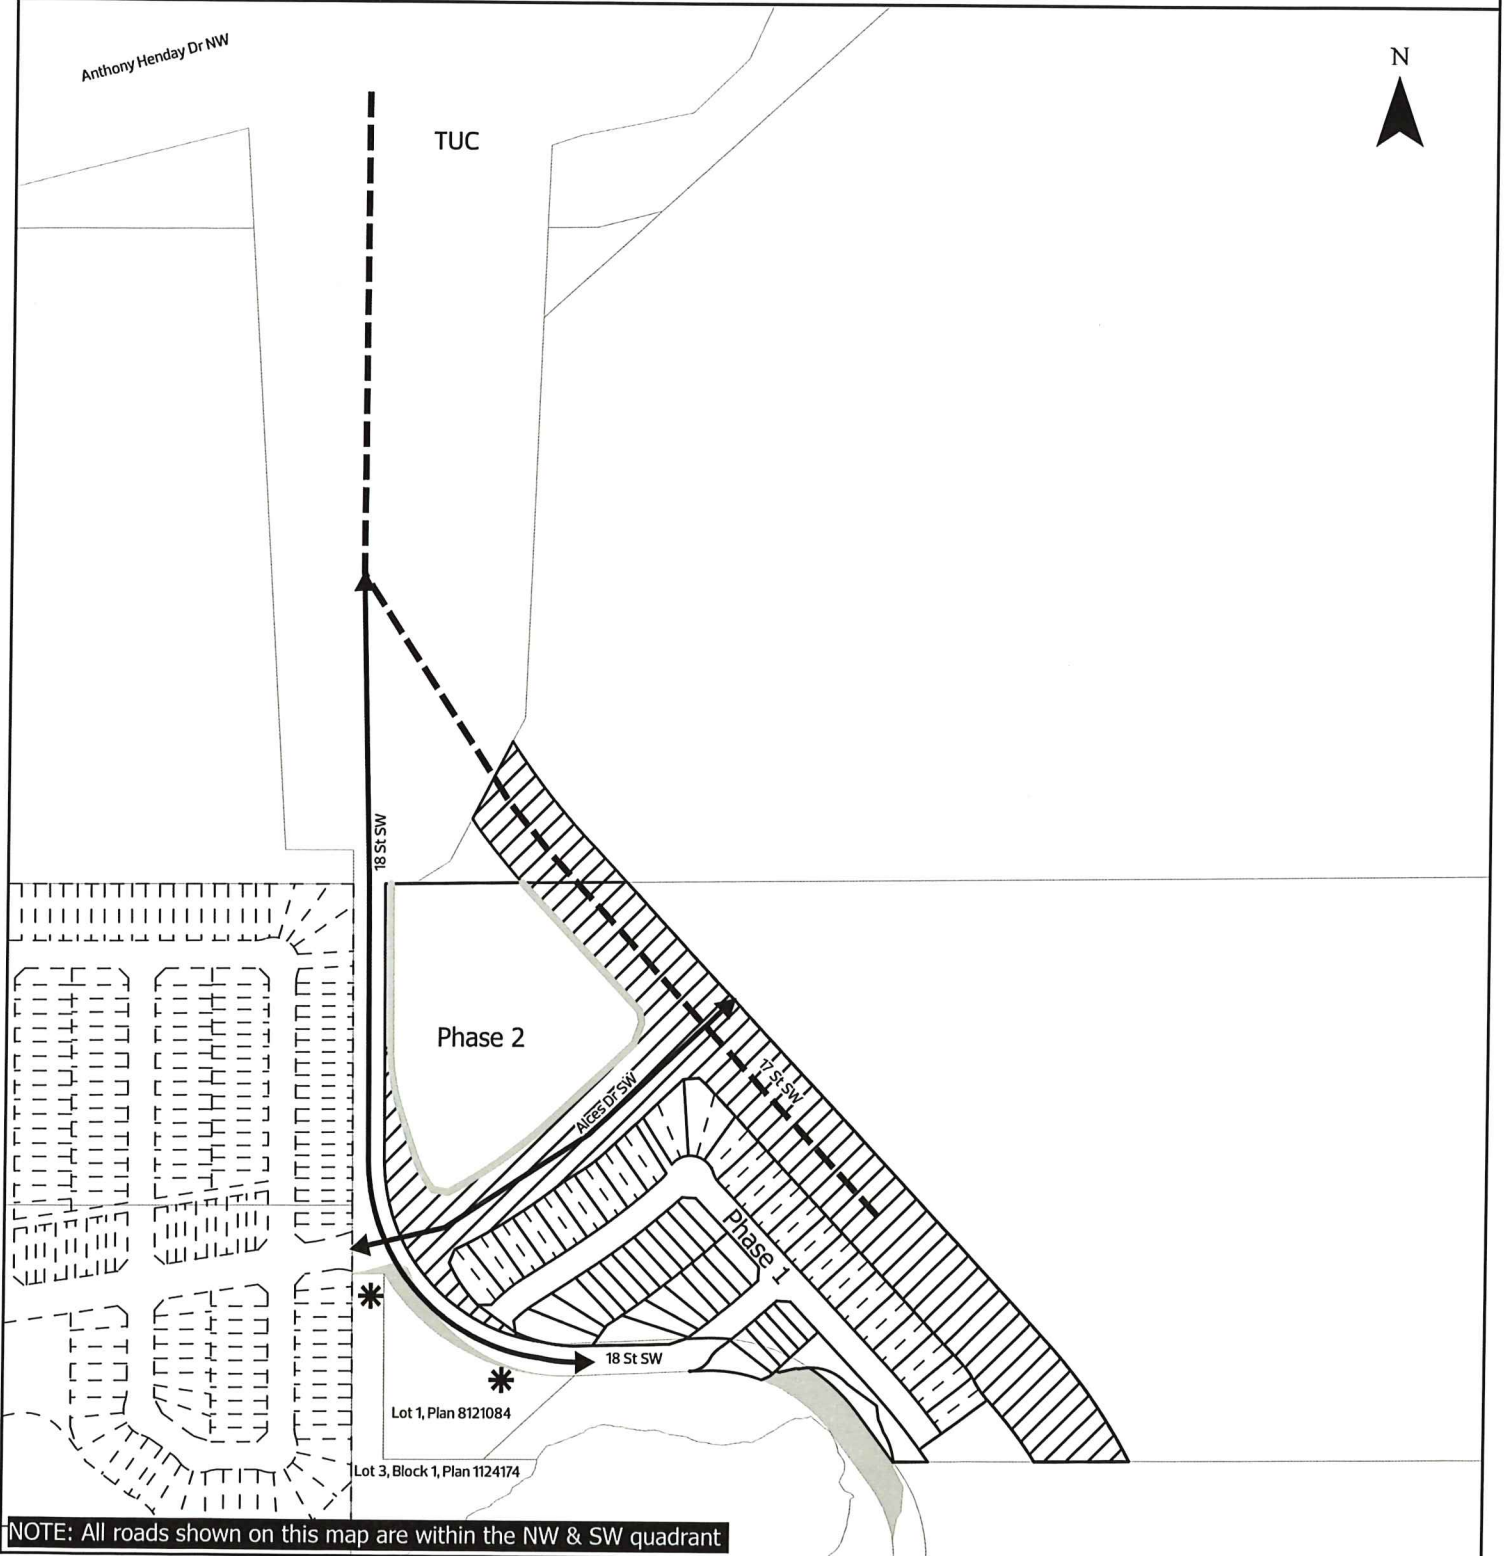 Anthony Henday Dr NW
N
TUC
18 St SW
Phase 2
Alces Dr SW
17 St SW
Phase 1
18 St SW
Lot 1, Plan 8121084
Lot 3, Block 1, Plan 1124174
NOTE: All roads shown on this map are within the NW & SW quadrant